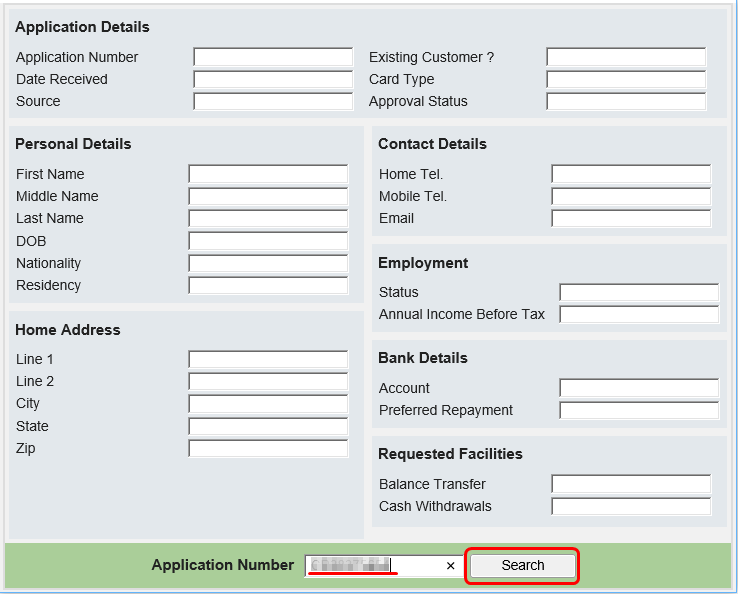 Application Details
Application Number Existing Customer ?
Date Received Card Type
Source Approval Status
Personal Details
First Name
Middle Name
Last Name
DOB
Nationality
Residency
Contact Details
Home Tel.
Mobile Tel.
Email
Employment
Status
Annual Income Before Tax
Home Address
Line 1
Line 2
City
State
Zip
Bank Details
Account
Preferred Repayment
Requested Facilities
Balance Transfer
Cash Withdrawals
Application Number × Search